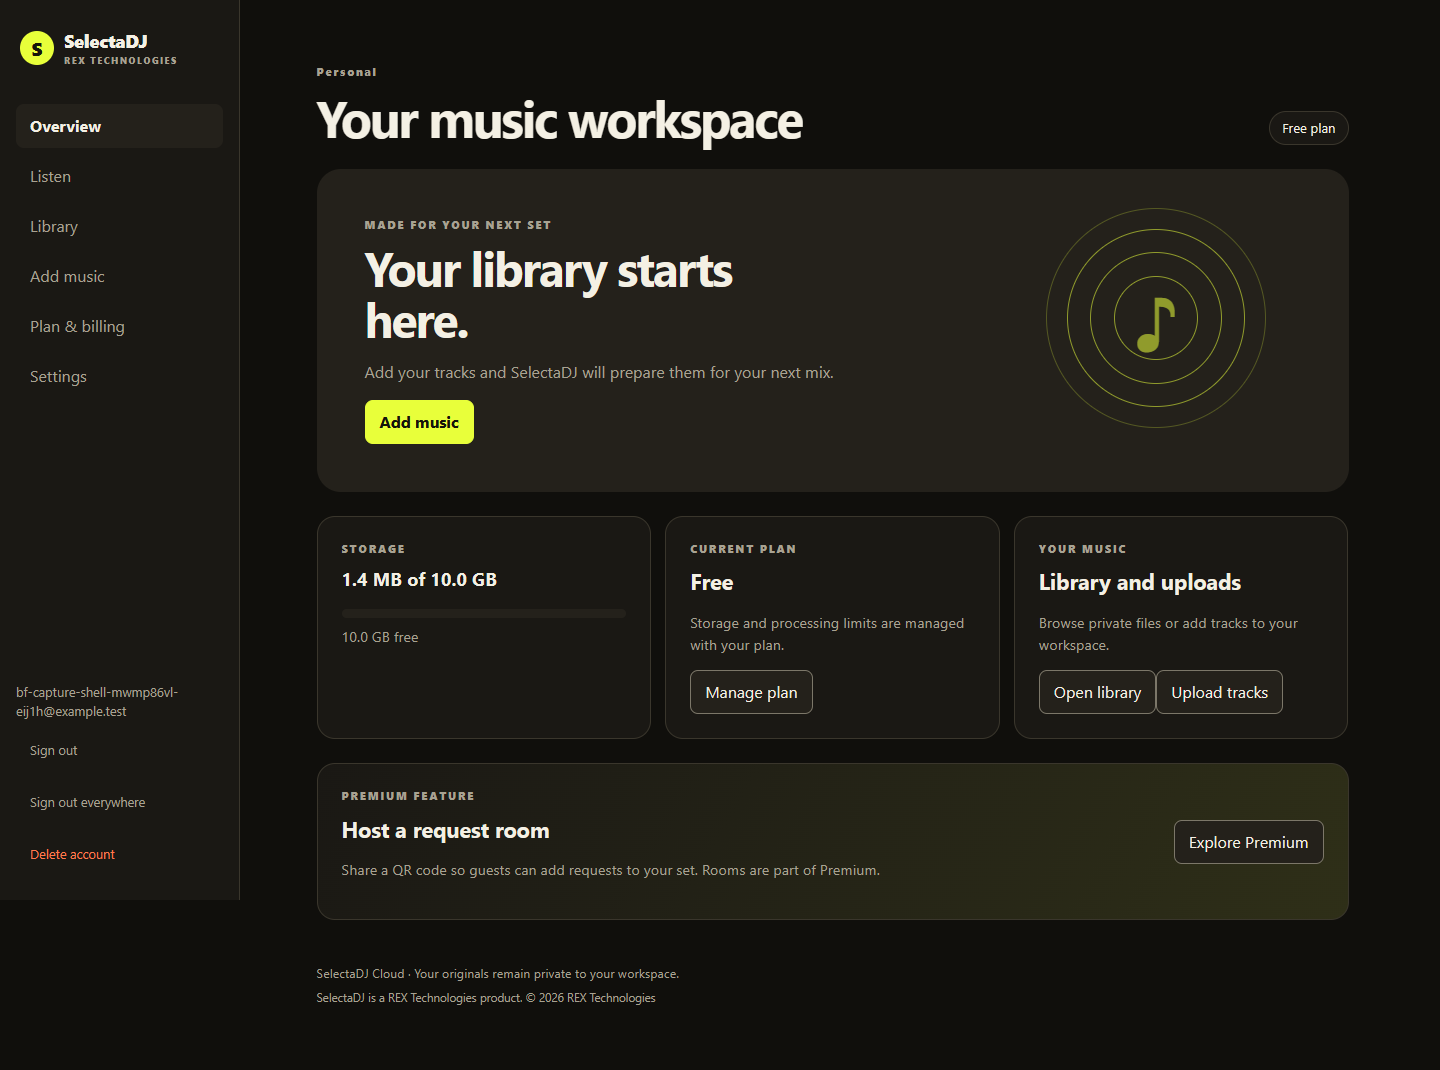 S
SelectaDJ
REX TECHNOLOGIES
Overview
Listen
Library
Add music
Plan & billing
Settings
bf-capture-shell-mwmp86vl-
eij1h@example.test
Sign out
Sign out everywhere
Delete account
Personal
Your music workspace
Free plan
MADE FOR YOUR NEXT SET
Your library starts
here.
Add your tracks and SelectaDJ will prepare them for your next mix.
Add music
STORAGE
1.4 MB of 10.0 GB
10.0 GB free
CURRENT PLAN
Free
Storage and processing limits are managed
with your plan.
Manage plan
YOUR MUSIC
Library and uploads
Browse private files or add tracks to your
workspace.
Open library
Upload tracks
PREMIUM FEATURE
Host a request room
Share a QR code so guests can add requests to your set. Rooms are part of Premium.
Explore Premium
SelectaDJ Cloud · Your originals remain private to your workspace.
SelectaDJ is a REX Technologies product. © 2026 REX Technologies